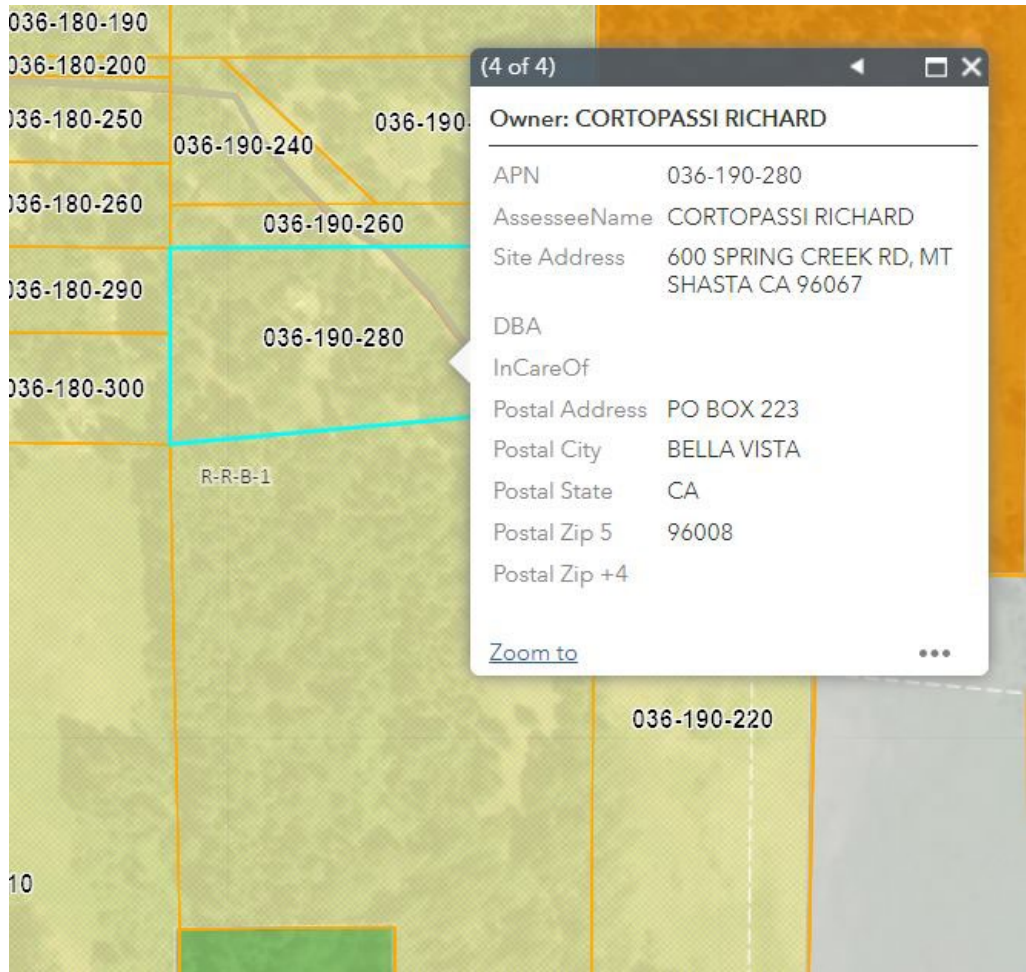 036-180-190
036-180-200
036-180-250
036-190-
036-190-240
036-180-260
036-190-260
036-180-290
036-190-280
036-180-300
R-R-B-1
(4 of 4)
Owner: CORTOPASSI RICHARD
APN 036-190-280
AssesseeName CORTOPASSI RICHARD
Site Address 600 SPRING CREEK RD, MT
SHASTA CA 96067
DBA
InCareOf
Postal Address PO BOX 223
Postal City BELLA VISTA
Postal State CA
Postal Zip 5 96008
Postal Zip +4
Zoom to
036-190-220
10